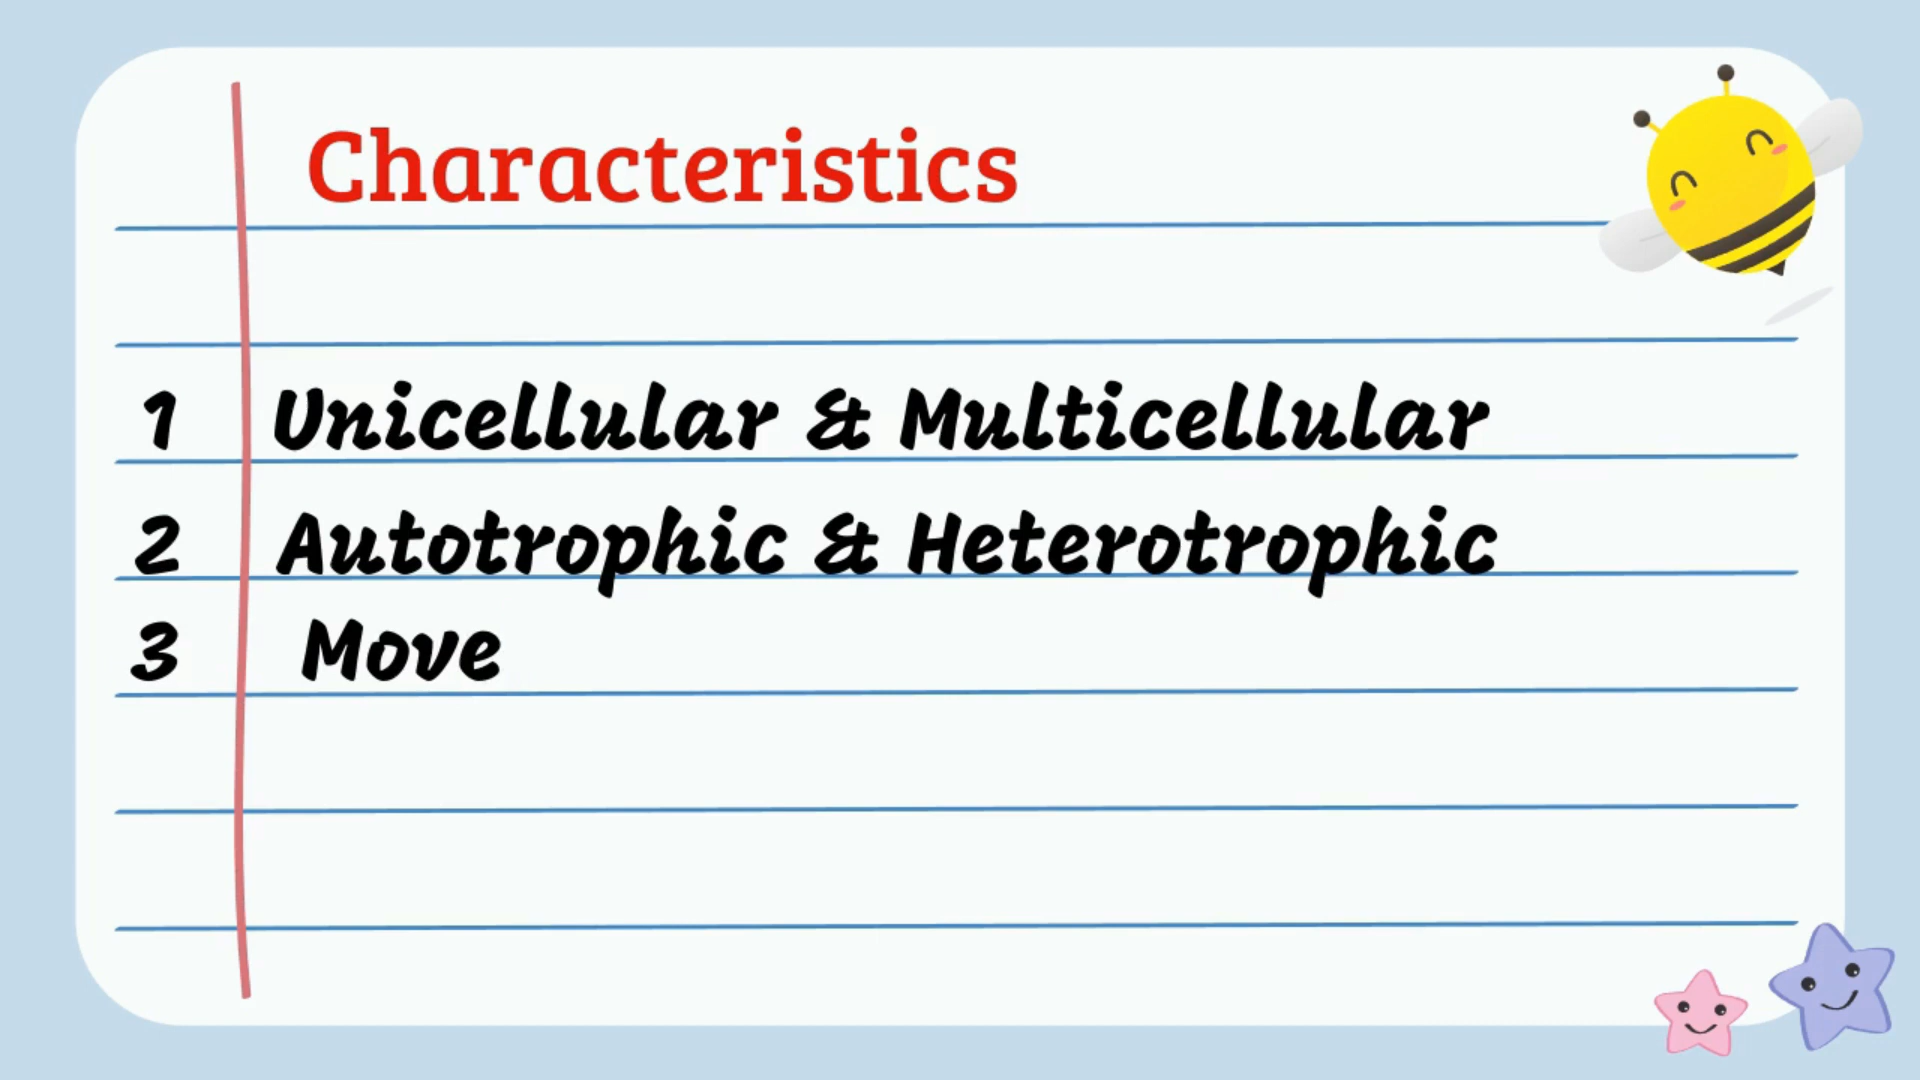 Characteristics
1 Unicellular & Multicellular
2 Autotrophic & Heterotrophic
3 Move